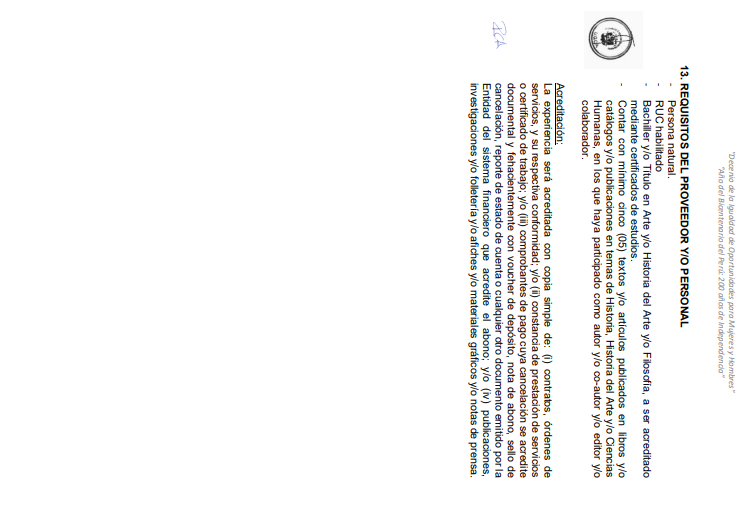 "Decenio de la Igualdad de Oportunidades para Mujeres y Hombres"
"Año del Bicentenario del Perú: 200 años de Independencia"
13. REQUISITOS DEL PROVEEDOR Y/O PERSONAL
- Persona natural.
- RUC habilitado
- Bachiller y/o Título en Arte y/o Historia del Arte y/o Filosofía, a ser acreditado
mediante certificados de estudios.
- Contar con mínimo cinco (05) textos y/o artículos publicados en libros y/o
catálogos y/o publicaciones en temas de Historia, Historia del Arte y/o Ciencias
Humanas, en los que haya participado como autor y/o co-autor y/o editor y/o
colaborador.
Acreditación:
La experiencia será acreditada con copia simple de: (i) contratos, órdenes de
servicios, y su respectiva conformidad; y/o (ii) constancia de prestación de servicios
o certificado de trabajo; y/o (iii) comprobantes de pago cuya cancelación se acredite
documental y fehacientemente con voucher de depósito, nota de abono, sello de
cancelación, reporte de estado de cuenta o cualquier otro documento emitido por la
Entidad del sistema financiero que acredite el abono; y/o (iv) publicaciones,
investigaciones y/o folletería y/o afiches y/o materiales gráficos y/o notas de prensa.